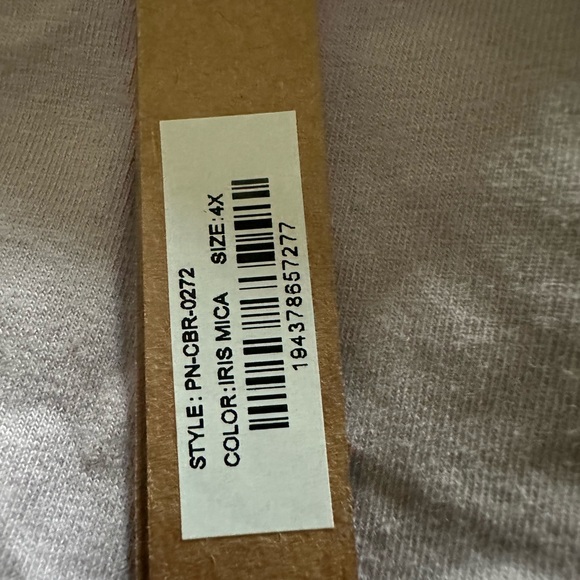 STYLE: PN-CBR-0272
COLOR:IRIS MICA SIZE:4X
194378657277